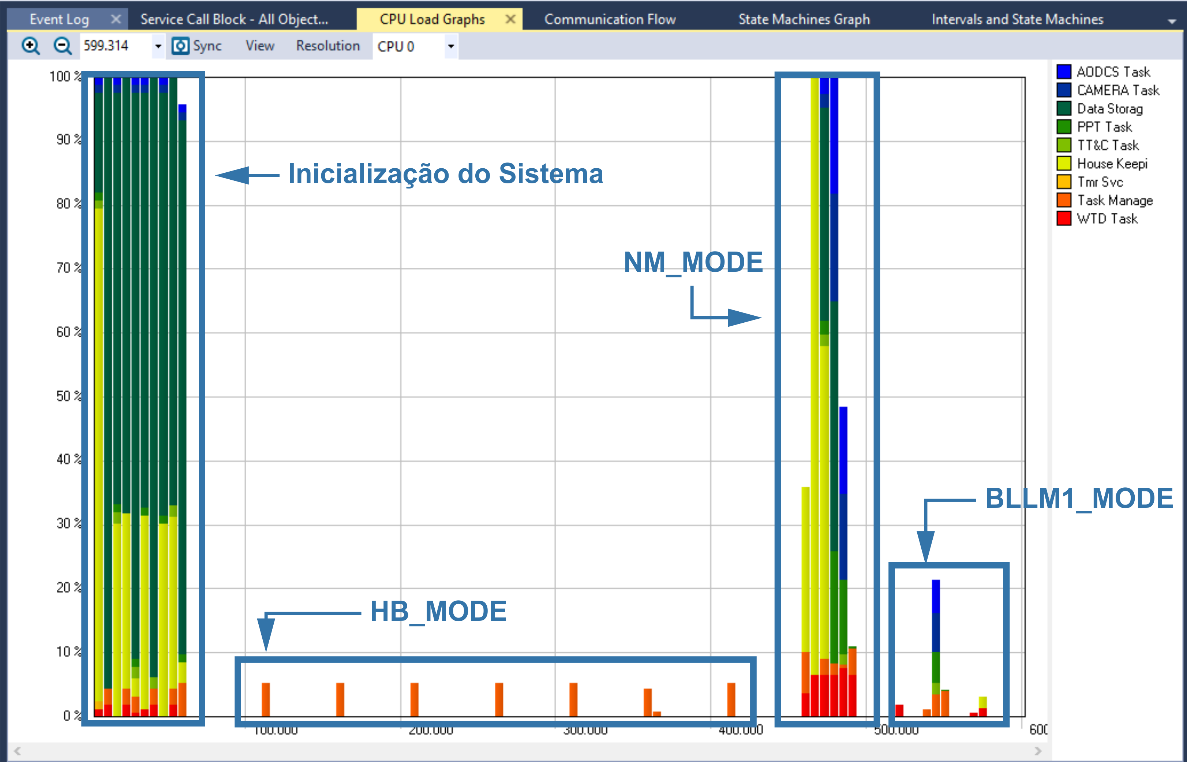 Event Log ✕ Service Call Block - All Object... CPU Load Graphs ✕ Communication Flow State Machines Graph Intervals and State Machines
599.314 Sync View Resolution CPU 0
100 %
90 %
80 %
70 %
60 %
50 %
40 %
30 %
20 %
10 %
0 %
Inicialização do Sistema
NM_MODE
BLLM1_MODE
HB_MODE
100.000 200.000 300.000 400.000 500.000 600
AODCS Task
CAMERA Task
Data Storag
PPT Task
TT&C Task
House Keepi
Tmr Svc
Task Manage
WTD Task